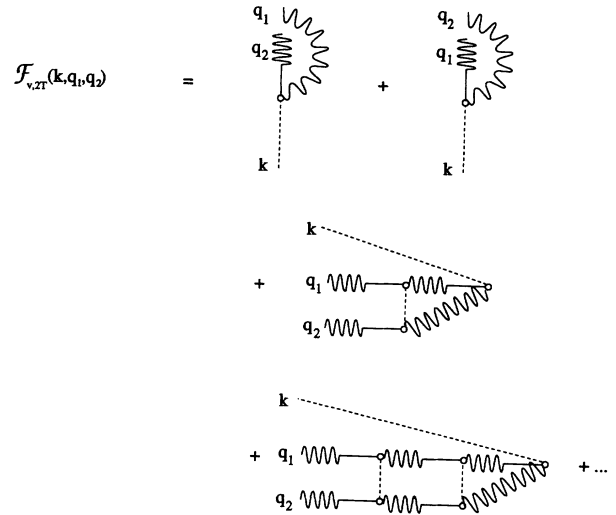 q₁ q₂
ℱᵥ,₂T(k,q₁,q₂) = q₂ + q₁
k k
k
+ q₁
q₂
k
+ q₁ + ...
q₂